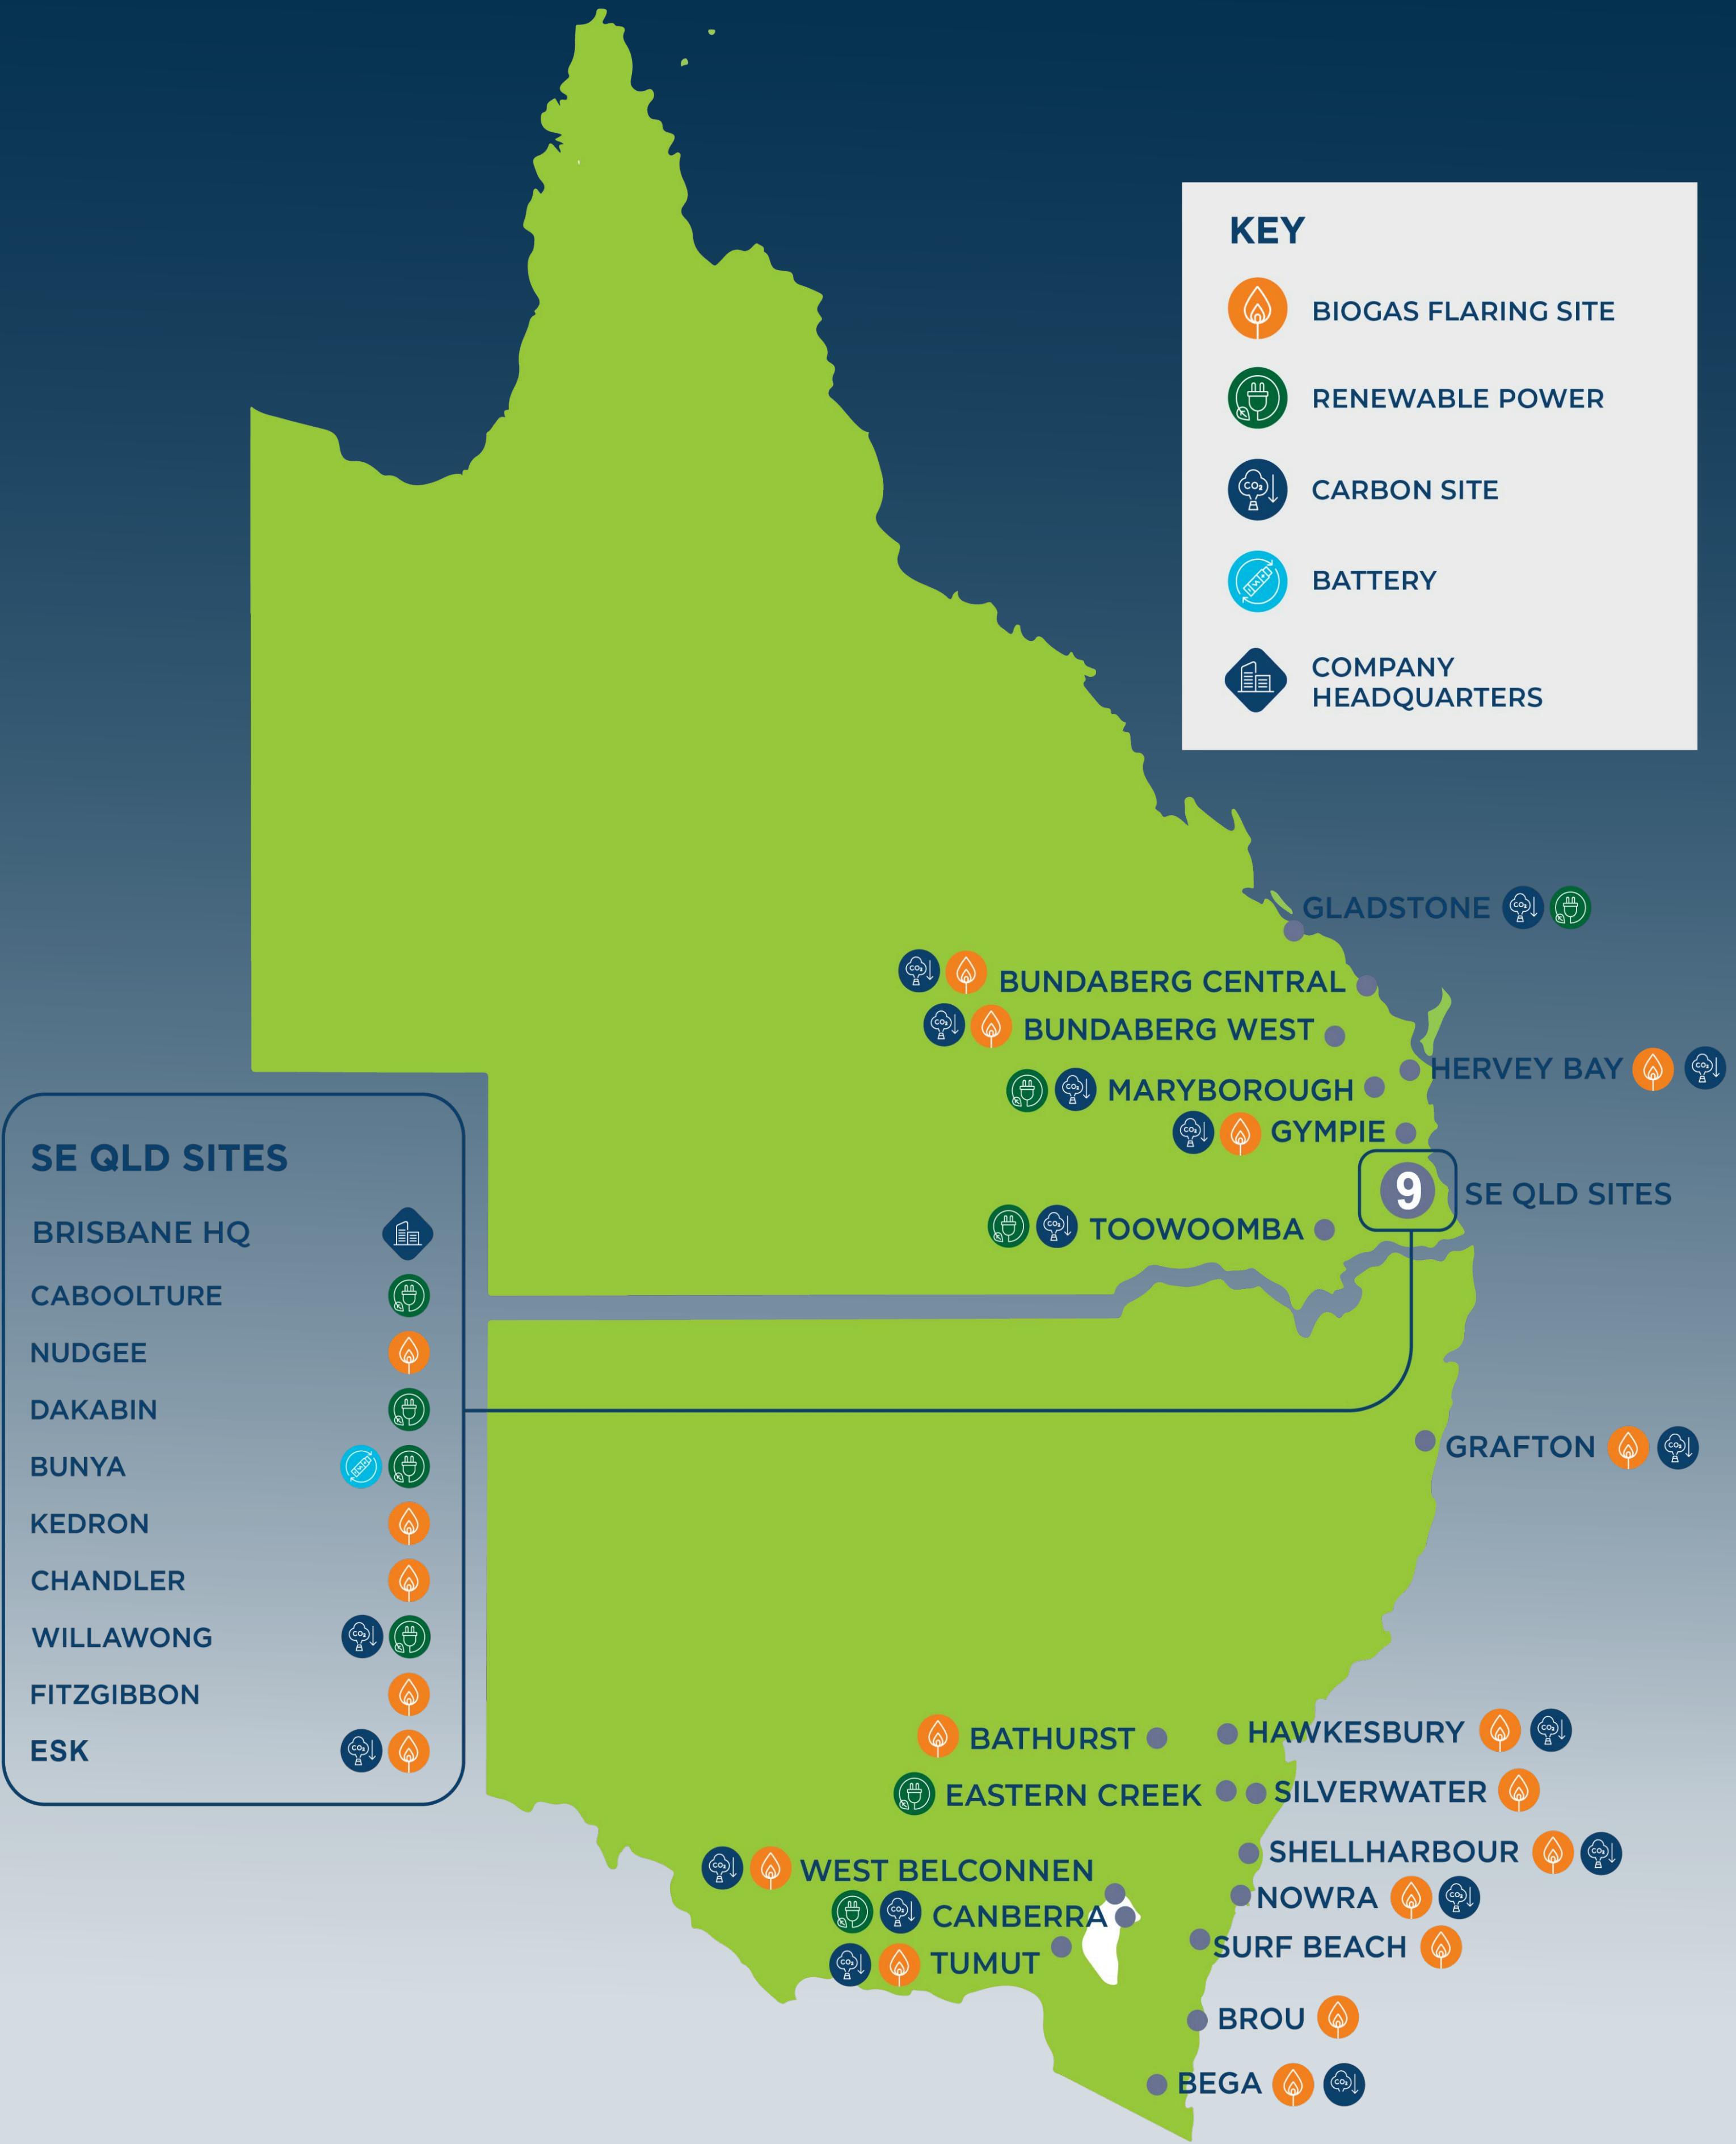 KEY
BIOGAS FLARING SITE
RENEWABLE POWER
CARBON SITE
BATTERY
COMPANY
HEADQUARTERS
GLADSTONE
BUNDABERG CENTRAL
BUNDABERG WEST
HERVEY BAY
MARYBOROUGH
GYMPIE
9
SE QLD SITES
TOOWOOMBA
SE QLD SITES
BRISBANE HQ
CABOOLTURE
NUDGEE
DAKABIN
BUNYA
KEDRON
CHANDLER
WILLAWONG
FITZGIBBON
ESK
GRAFTON
BATHURST
HAWKESBURY
EASTERN CREEK
SILVERWATER
SHELLHARBOUR
WEST BELCONNEN
NOWRA
CANBERRA
SURF BEACH
TUMUT
BROU
BEGA